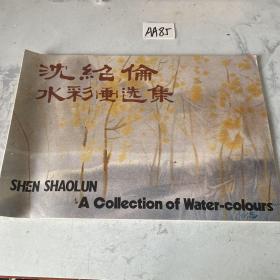 AA85
沈紹倫
水彩画选集
SHEN SHAOLUN
A Collection of Water-colours